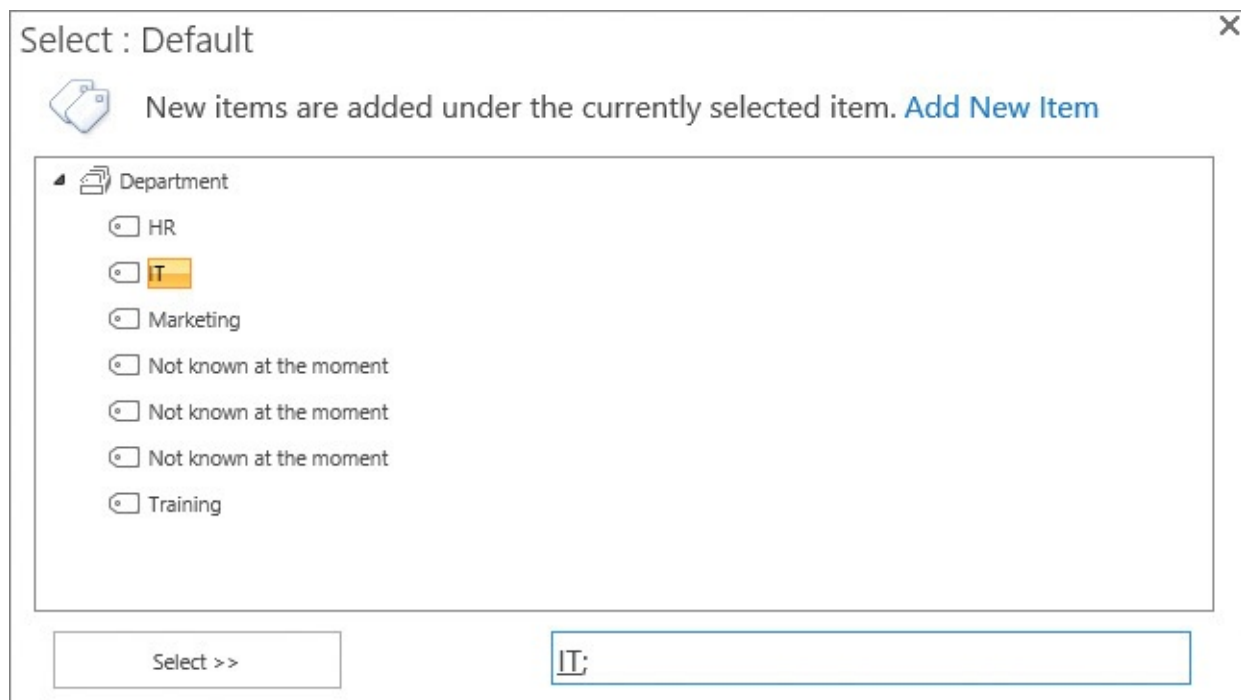 Select : Default
New items are added under the currently selected item. Add New Item
Department
HR
IT
Marketing
Not known at the moment
Not known at the moment
Not known at the moment
Training
Select >>
IT;